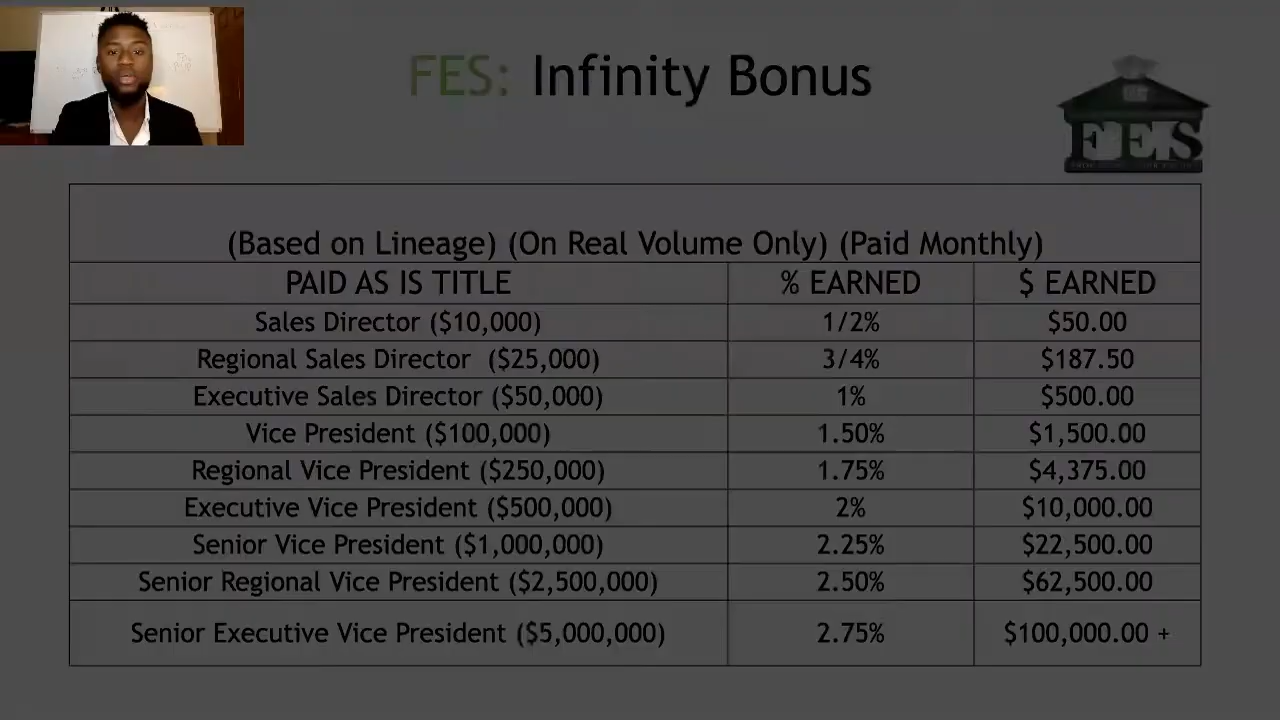 FES: Infinity Bonus
FES
(Based on Lineage) (On Real Volume Only) (Paid Monthly)
PAID AS IS TITLE % EARNED $ EARNED
Sales Director ($10,000) 1/2% $50.00
Regional Sales Director ($25,000) 3/4% $187.50
Executive Sales Director ($50,000) 1% $500.00
Vice President ($100,000) 1.50% $1,500.00
Regional Vice President ($250,000) 1.75% $4,375.00
Executive Vice President ($500,000) 2% $10,000.00
Senior Vice President ($1,000,000) 2.25% $22,500.00
Senior Regional Vice President ($2,500,000) 2.50% $62,500.00
Senior Executive Vice President ($5,000,000) 2.75% $100,000.00 +